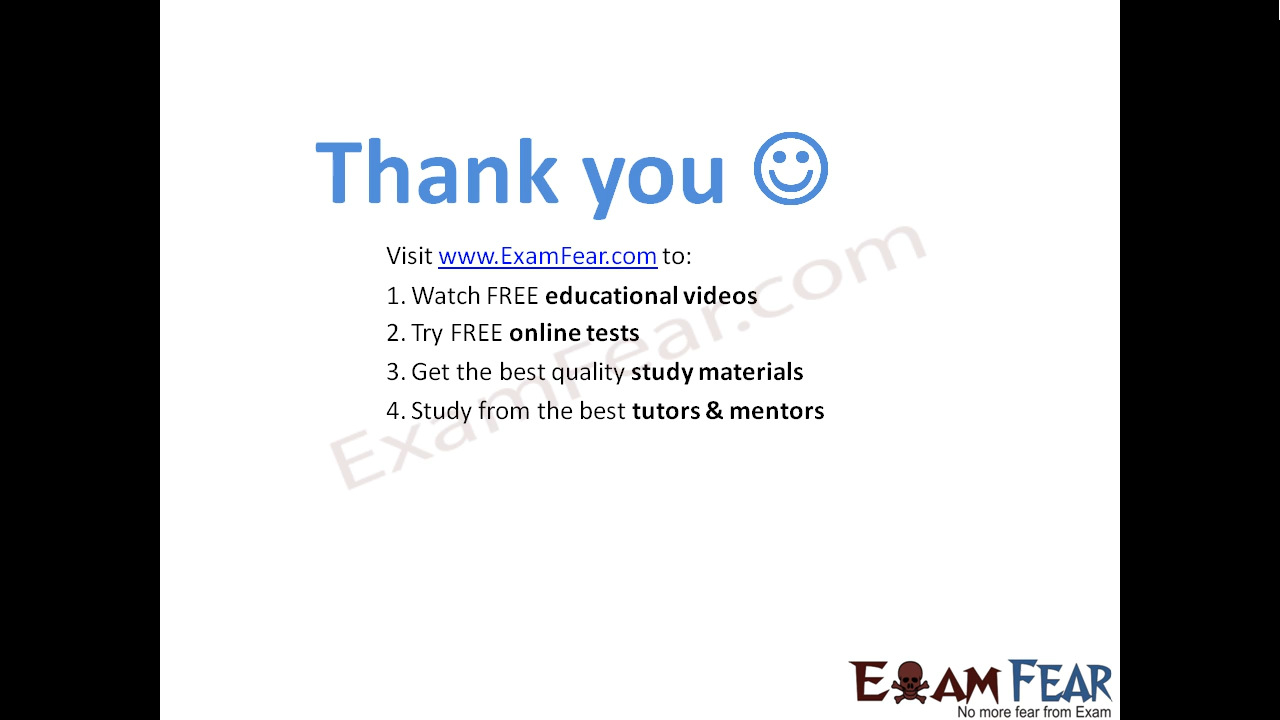 Thank you ☺
Visit www.ExamFear.com to:
1. Watch FREE educational videos
2. Try FREE online tests
3. Get the best quality study materials
4. Study from the best tutors & mentors
ExamFear.com
EXAM FEAR
No more fear from Exam